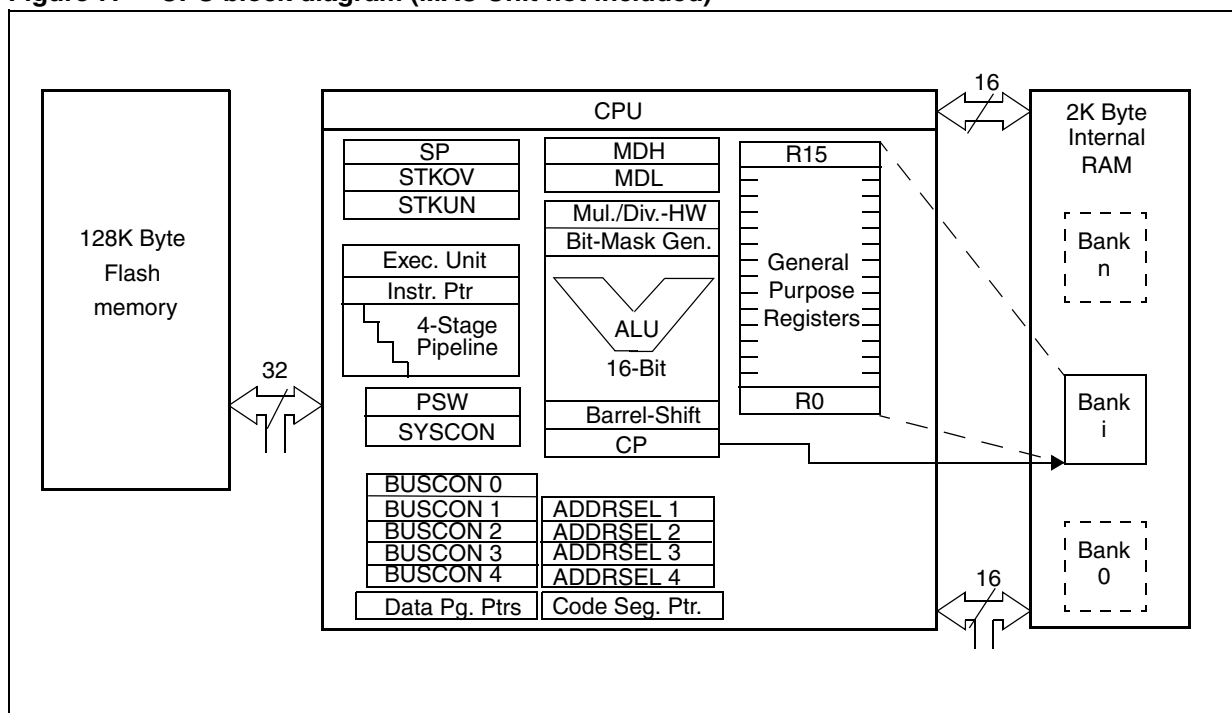 Figure CPU block diagram (MAC Unit not included)
128K Byte
Flash
memory
32
CPU
SP
STKOV
STKUN
Exec. Unit
Instr. Ptr
4-Stage
Pipeline
PSW
SYSCON
MDH
MDL
Mul./Div.-HW
Bit-Mask Gen.
ALU
16-Bit
Barrel-Shift
CP
R15
General
Purpose
Registers
R0
BUSCON 0
BUSCON 1
BUSCON 2
BUSCON 3
BUSCON 4
ADDRSEL 1
ADDRSEL 2
ADDRSEL 3
ADDRSEL 4
Data Pg. Ptrs
Code Seg. Ptr.
16
16
2K Byte
Internal
RAM
Bank
n
Bank
i
Bank
0